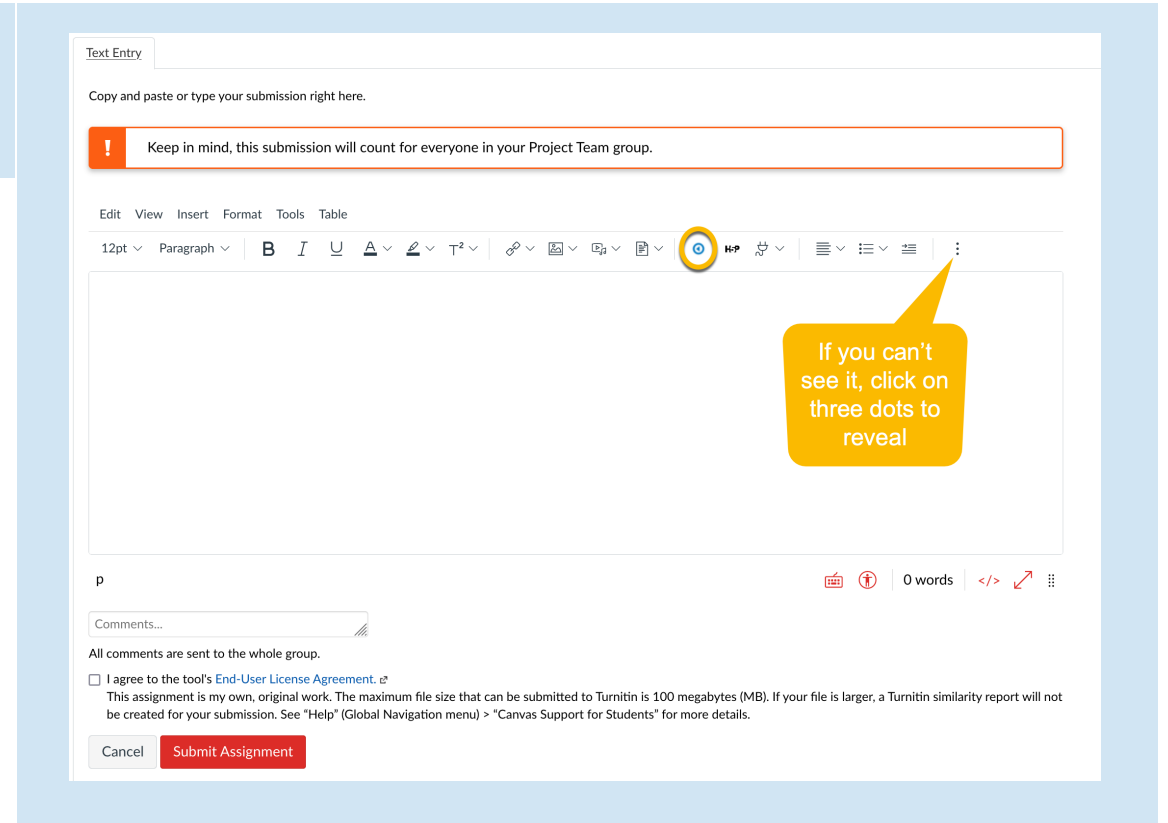 Text Entry
Copy and paste or type your submission right here.
! Keep in mind, this submission will count for everyone in your Project Team group.
Edit View Insert Format Tools Table
12pt Paragraph B I U A T² H-P
If you can't
see it, click on
three dots to
reveal
p 0 words </>
Comments...
All comments are sent to the whole group.
I agree to the tool's End-User License Agreement.
This assignment is my own, original work. The maximum file size that can be submitted to Turnitin is 100 megabytes (MB). If your file is larger, a Turnitin similarity report will not
be created for your submission. See “Help” (Global Navigation menu) > “Canvas Support for Students” for more details.
Cancel Submit Assignment